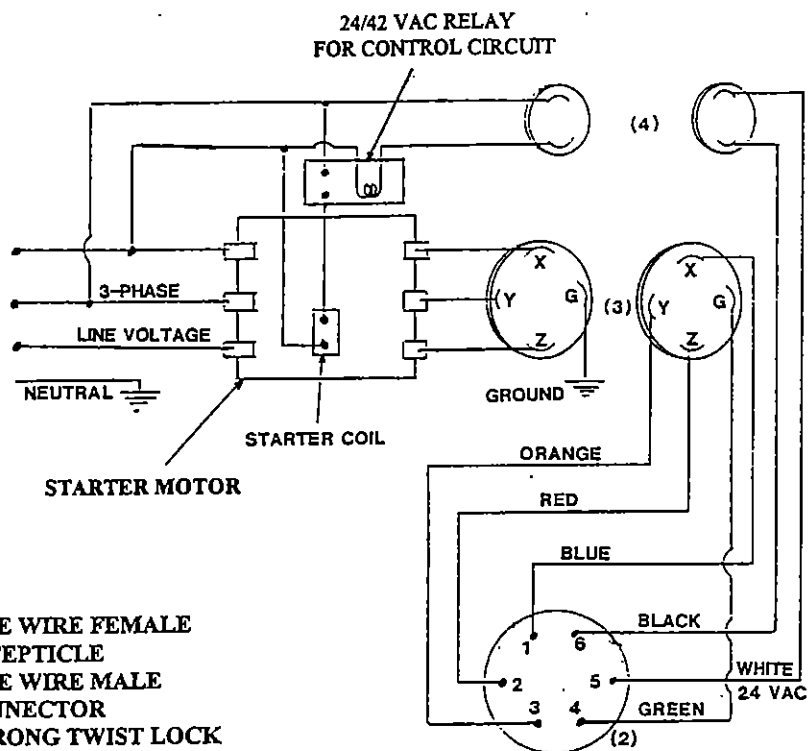 24/42 VAC RELAY
FOR CONTROL CIRCUIT
(4)
3-PHASE
LINE VOLTAGE
NEUTRAL
STARTER COIL
STARTER MOTOR
X
Y
G
Z
GROUND
(3)
X
Y
G
Z
ORANGE
RED
BLUE
BLACK
WHITE
24 VAC
GREEN
1
6
2
5
3
4
(2)
E WIRE FEMALE
EPTICLE
E WIRE MALE
NNECTOR
RONG TWIST LOCK